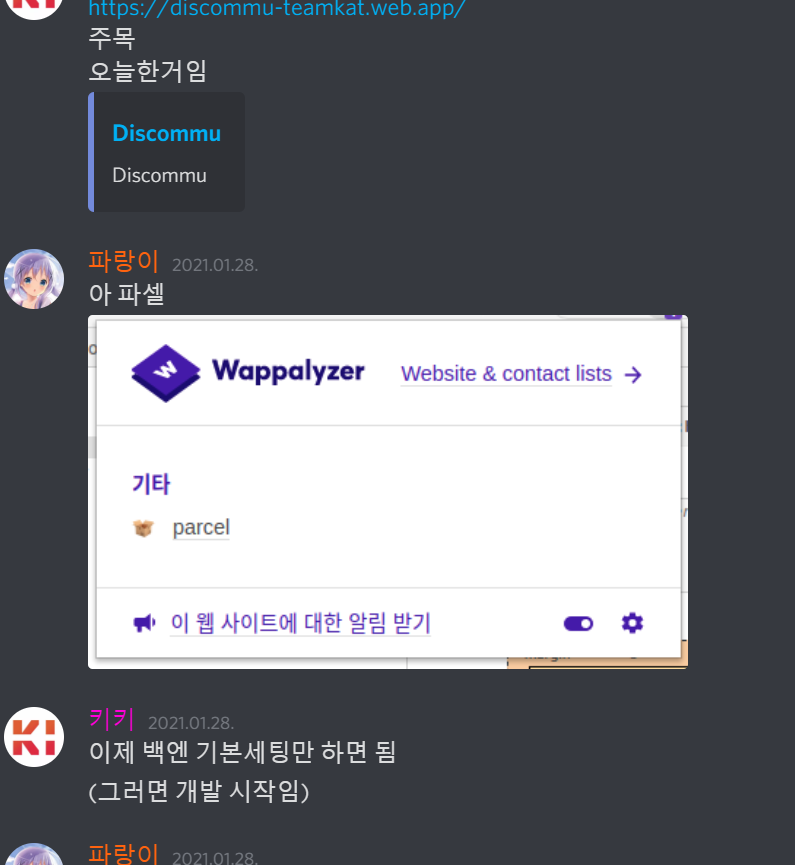 https://discommu-teamkat.web.app/
주목
오늘한거임
Discommu
Discommu
파랑이 2021.01.28.
아 파셀
Wappalyzer Website & contact lists →
기타
parcel
이 웹 사이트에 대한 알림 받기
KI 키키 2021.01.28.
이제 백엔 기본세팅만 하면 됨
(그러면 개발 시작임)
파랑이 2021.01.28.